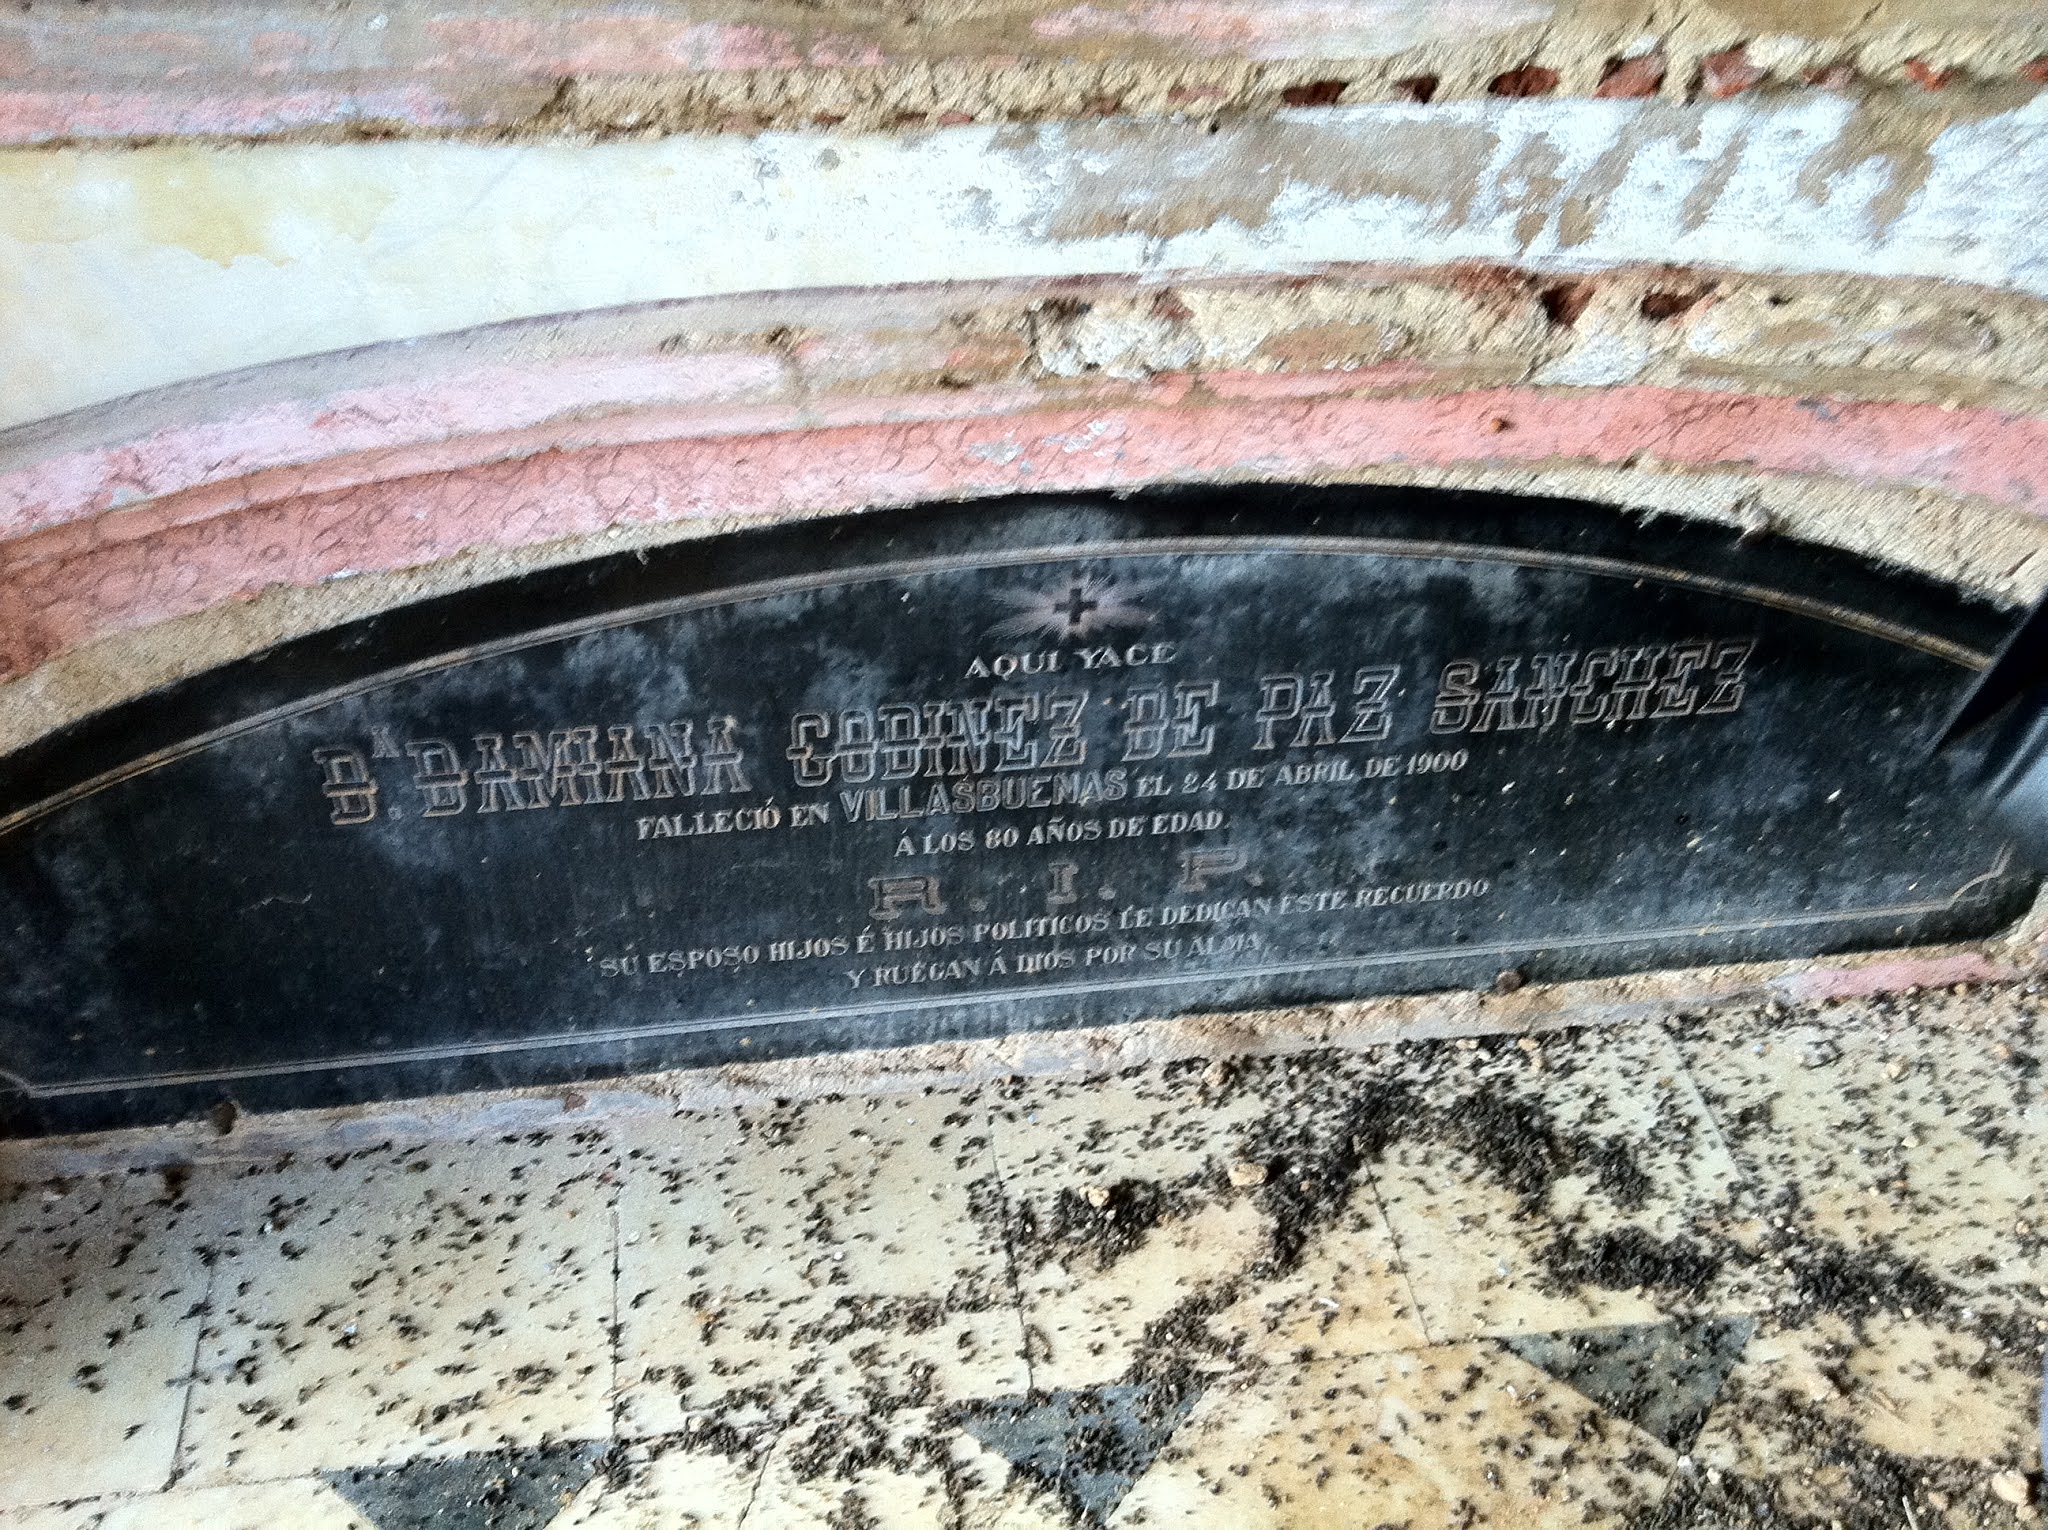 AQUI YACE
D.ª DAMIANA GODINEZ DE PAZ SANCHEZ
FALLECIÓ EN VILLASBUENAS EL 24 DE ABRIL DE 1900
Á LOS 80 AÑOS DE EDAD.
R. I. P.
SU ESPOSO HIJOS É HIJOS POLITICOS LE DEDICAN ESTE RECUERDO
Y RUEGAN Á DIOS POR SU ALMA.